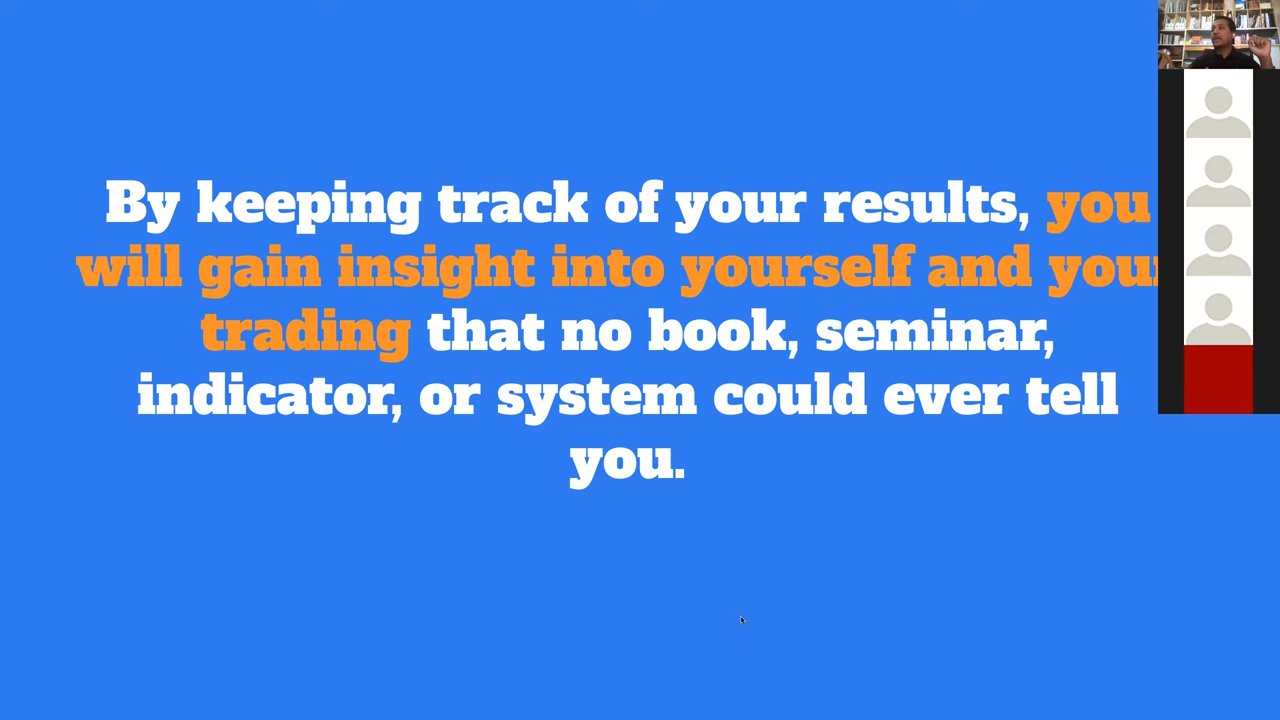 By keeping track of your results, you
will gain insight into yourself and your
trading that no book, seminar,
indicator, or system could ever tell
you.